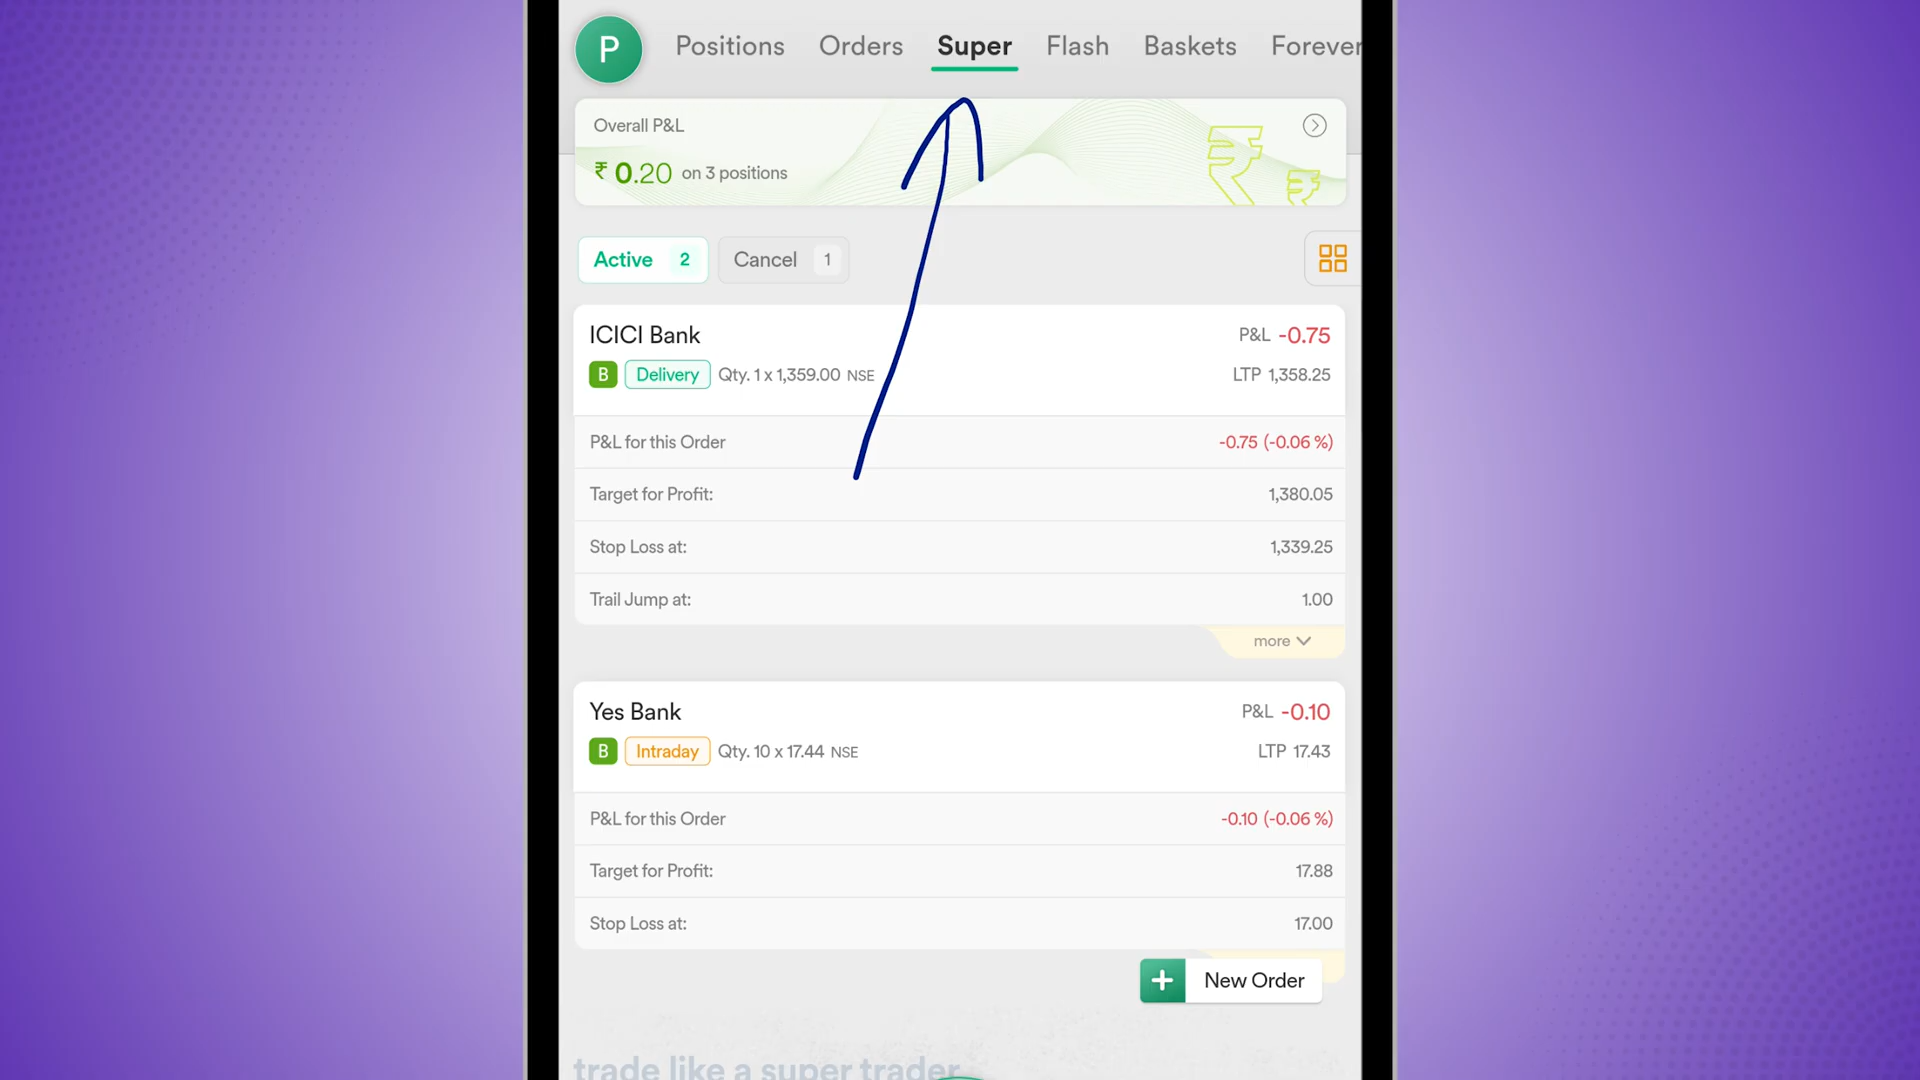 P Positions Orders Super Flash Baskets Forever
Overall P&L
₹ 0.20 on 3 positions
Active 2 Cancel 1
ICICI Bank P&L -0.75
B Delivery Qty. 1 x 1,359.00 NSE LTP 1,358.25
P&L for this Order -0.75 (-0.06 %)
Target for Profit: 1,380.05
Stop Loss at: 1,339.25
Trail Jump at: 1.00
more
Yes Bank P&L -0.10
B Intraday Qty. 10 x 17.44 NSE LTP 17.43
P&L for this Order -0.10 (-0.06 %)
Target for Profit: 17.88
Stop Loss at: 17.00
+ New Order
trade like a super trader